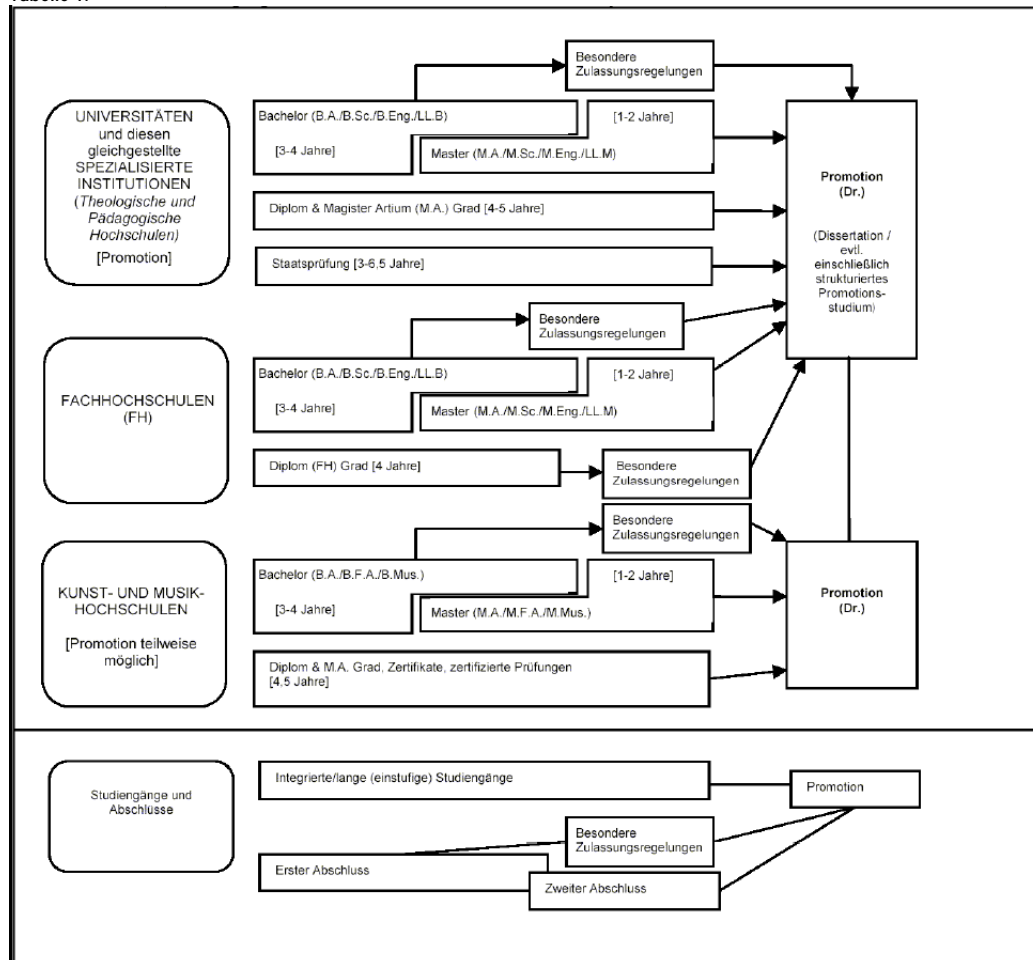 Besondere
Zulassungsregelungen
UNIVERSITÄTEN
und diesen
gleichgestellte
SPEZIALISIERTE
INSTITUTIONEN
(Theologische und
Pädagogische
Hochschulen)
[Promotion]
Bachelor (B.A./B.Sc./B.Eng./LL.B)
[3-4 Jahre]
[1-2 Jahre]
Master (M.A./M.Sc./M.Eng./LL.M)
Diplom & Magister Artium (M.A.) Grad [4-5 Jahre]
Staatsprüfung [3-6,5 Jahre]
Promotion
(Dr.)
(Dissertation /
evtl.
einschließlich
strukturiertes
Promotions-
studium)
Besondere
Zulassungsregelungen
FACHHOCHSCHULEN
(FH)
Bachelor (B.A./B.Sc./B.Eng./LL.B)
[3-4 Jahre]
[1-2 Jahre]
Master (M.A./M.Sc./M.Eng./LL.M)
Diplom (FH) Grad [4 Jahre]
Besondere
Zulassungsregelungen
Besondere
Zulassungsregelungen
KUNST- UND MUSIK-
HOCHSCHULEN
[Promotion teilweise
möglich]
Bachelor (B.A./B.F.A./B.Mus.)
[3-4 Jahre]
[1-2 Jahre]
Master (M.A./M.F.A./M.Mus.)
Diplom & M.A. Grad, Zertifikate, zertifizierte Prüfungen
[4,5 Jahre]
Promotion
(Dr.)
Studiengänge und
Abschlüsse
Integrierte/lange (einstufige) Studiengänge
Promotion
Besondere
Zulassungsregelungen
Erster Abschluss
Zweiter Abschluss